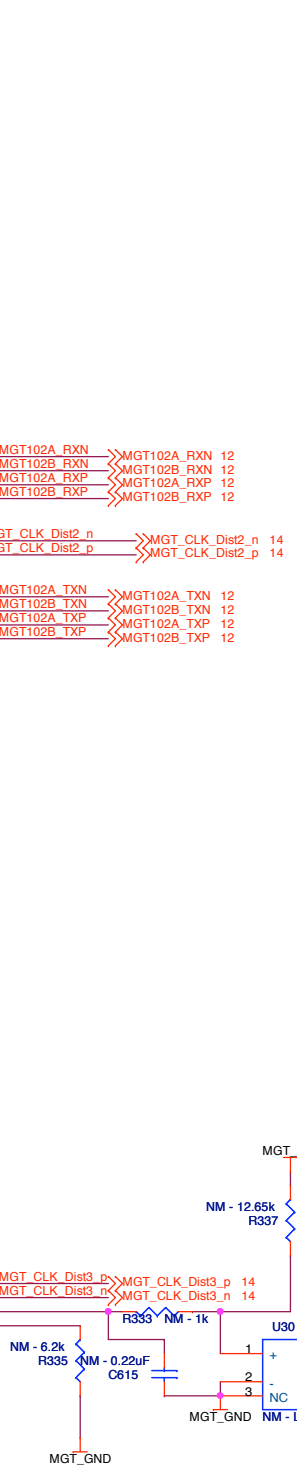 MGT102A_RXN MGT102A_RXN 12
MGT102B_RXN MGT102B_RXN 12
MGT102A_RXP MGT102A_RXP 12
MGT102B_RXP MGT102B_RXP 12
GT_CLK_Dist2_n MGT_CLK_Dist2_n 14
GT_CLK_Dist2_p MGT_CLK_Dist2_p 14
MGT102A_TXN MGT102A_TXN 12
MGT102B_TXN MGT102B_TXN 12
MGT102A_TXP MGT102A_TXP 12
MGT102B_TXP MGT102B_TXP 12
MGT_
NM - 12.65k
R337
MGT_CLK_Dist3_p MGT_CLK_Dist3_p 14
MGT_CLK_Dist3_n MGT_CLK_Dist3_n 14
R333 NM - 1k
U30
NM - 6.2k
R335
NM - 0.22uF
C615
1 +
2 -
3 NC
MGT_GND NM - L
MGT_GND